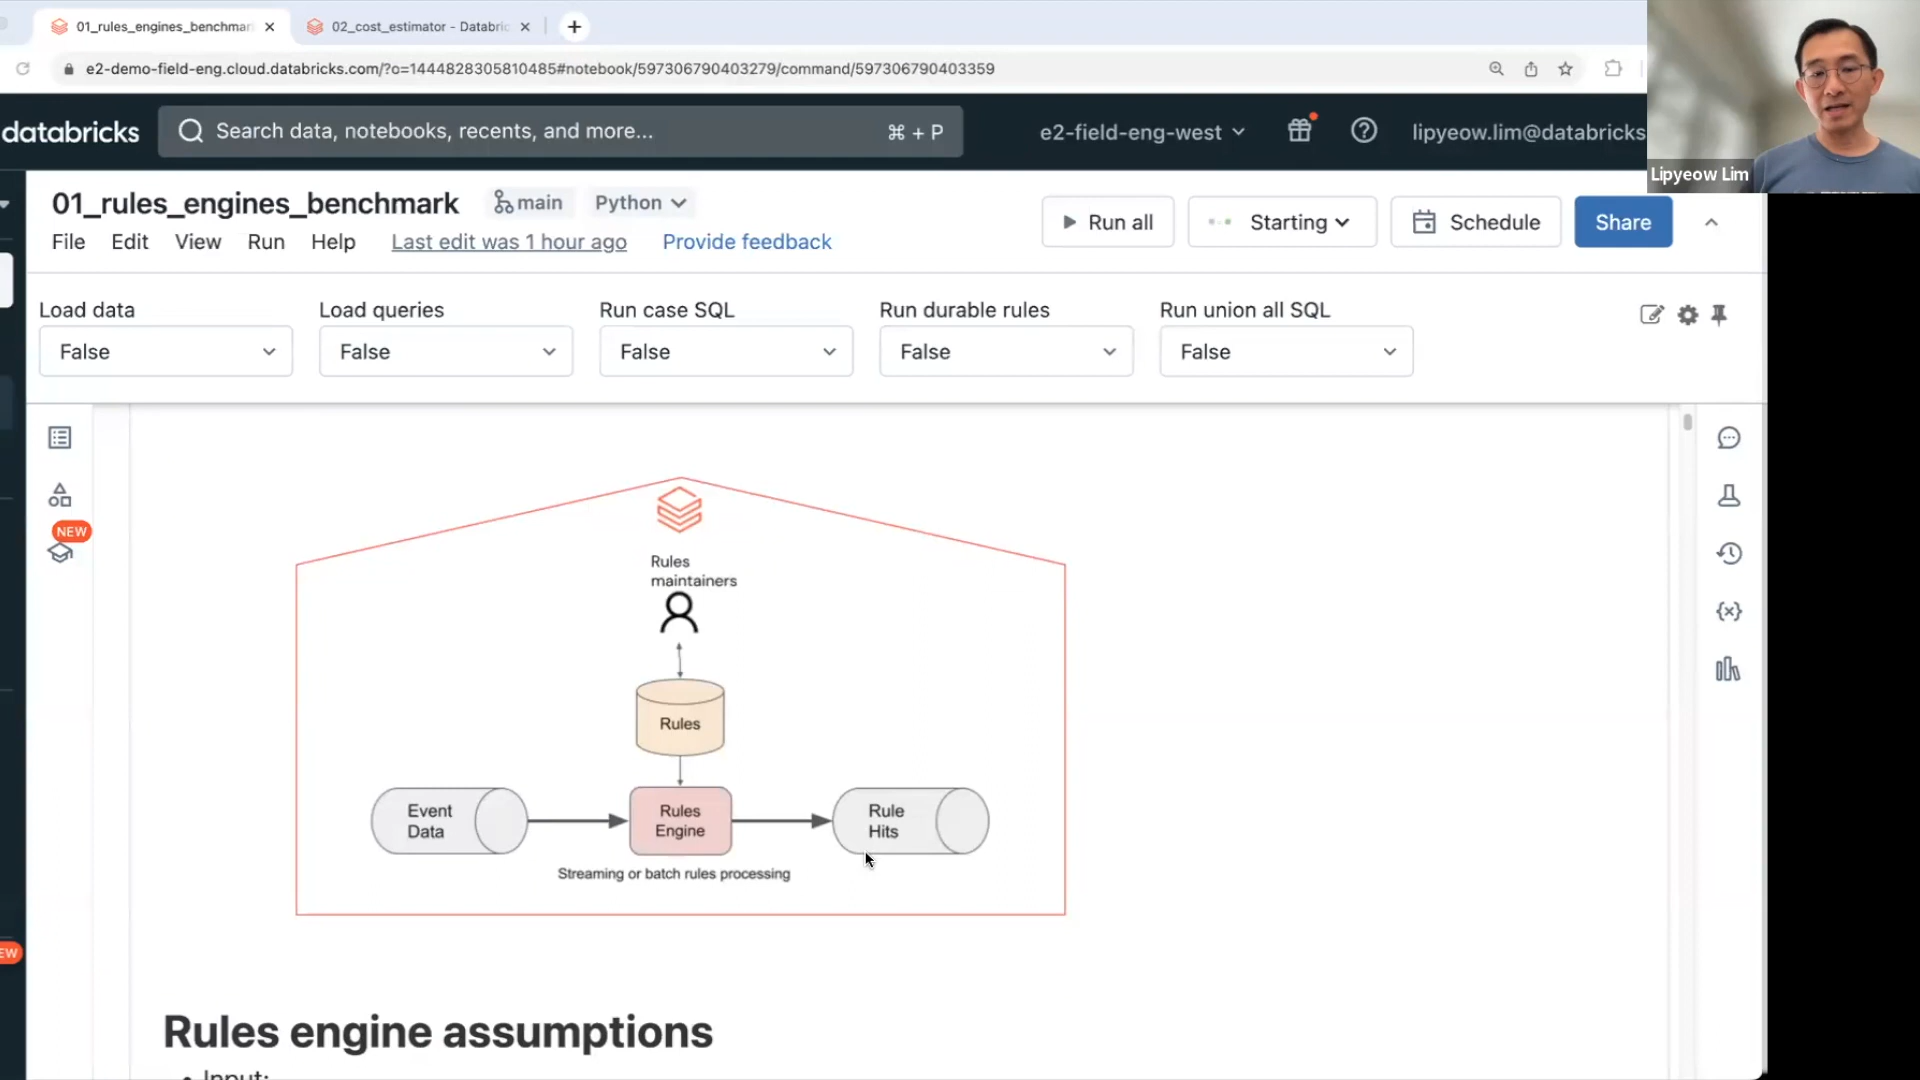 01_rules_engines_benchmar
02_cost_estimator - Databric
e2-demo-field-eng.cloud.databricks.com/?o=1444828305810485#notebook/597306790403279/command/597306790403359
databricks
Search data, notebooks, recents, and more...
⌘ + P
e2-field-eng-west
lipyeow.lim@databricks
Lipyeow Lim
01_rules_engines_benchmark
main
Python
File Edit View Run Help
Last edit was 1 hour ago
Provide feedback
Run all
Starting
Schedule
Share
Load data
Load queries
Run case SQL
Run durable rules
Run union all SQL
False
False
False
False
False
NEW
Rules
maintainers
Rules
Event
Data
Rules
Engine
Rule
Hits
Streaming or batch rules processing
EW
Rules engine assumptions
• Input: